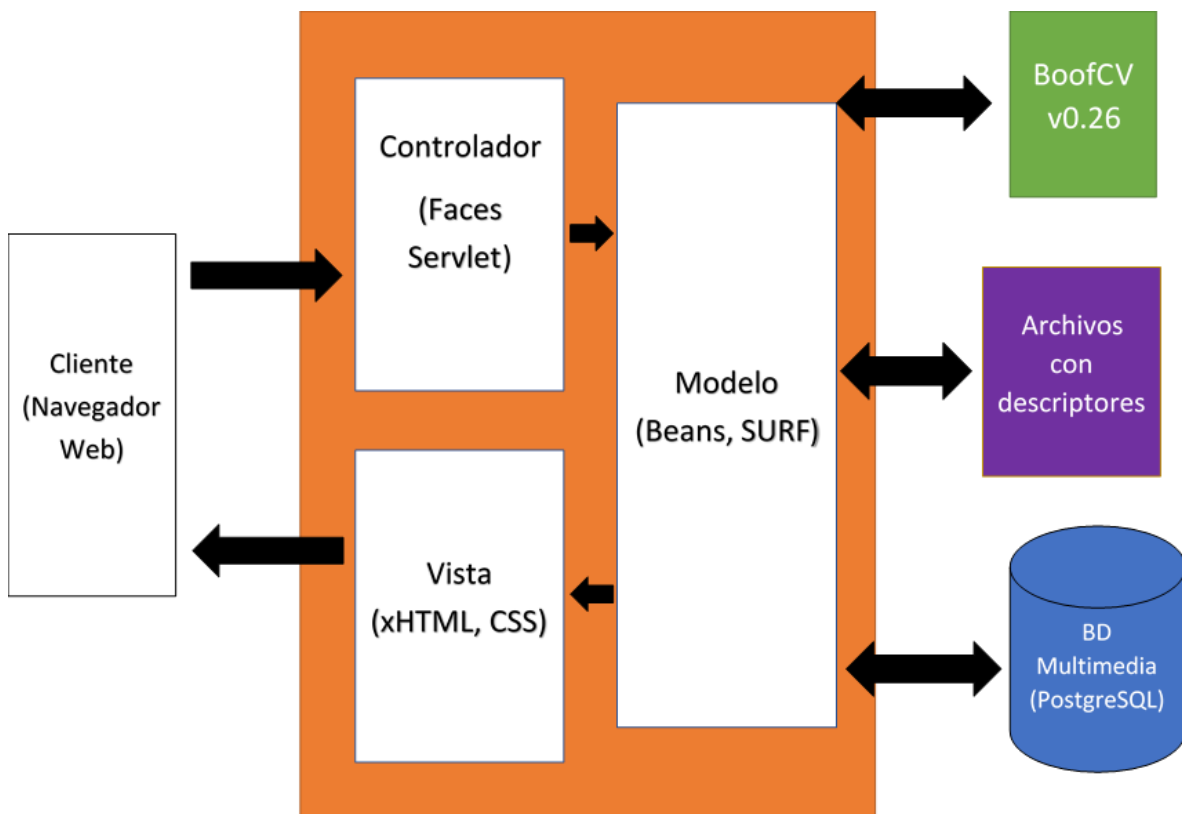 Cliente
(Navegador
Web)
Controlador
(Faces
Servlet)
Vista
(xHTML, CSS)
Modelo
(Beans, SURF)
BoofCV
v0.26
Archivos
con
descriptores
BD
Multimedia
(PostgreSQL)